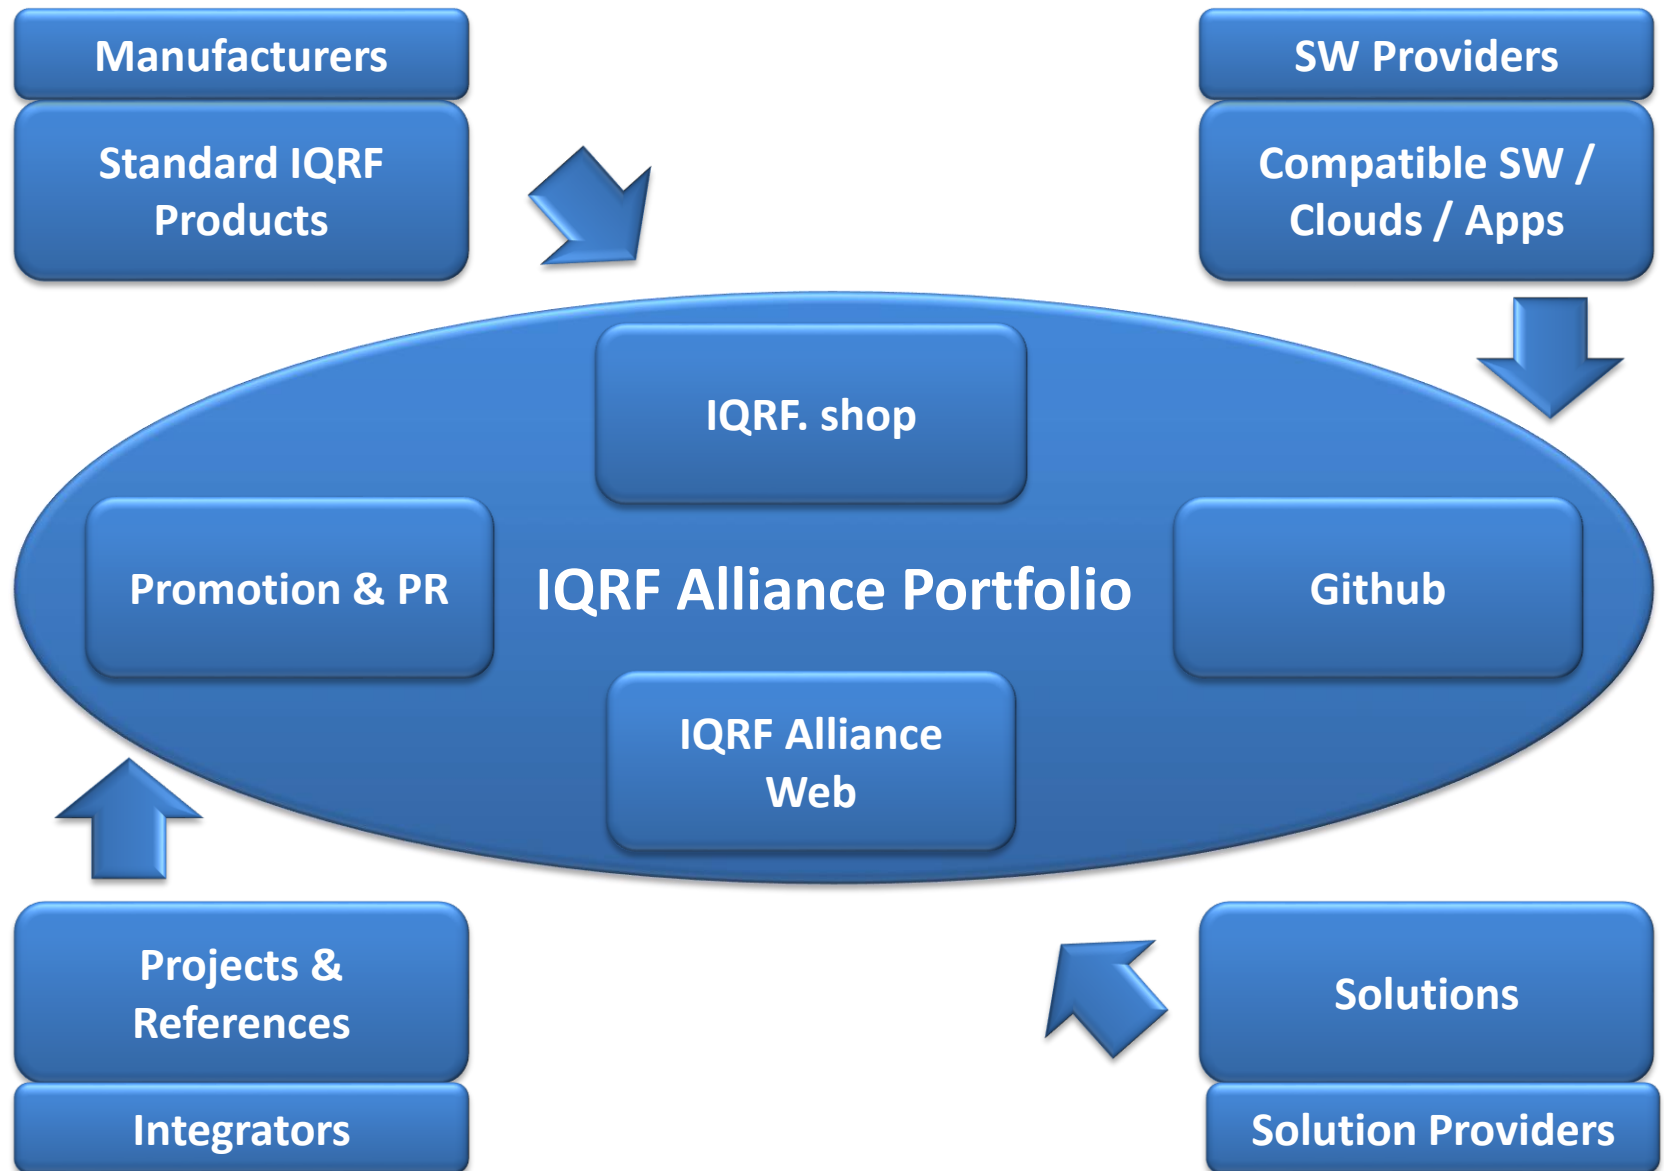 Manufacturers
Standard IQRF
Products
SW Providers
Compatible SW /
Clouds / Apps
IQRF. shop
Promotion & PR
IQRF Alliance Portfolio
Github
IQRF Alliance
Web
Projects &
References
Integrators
Solutions
Solution Providers